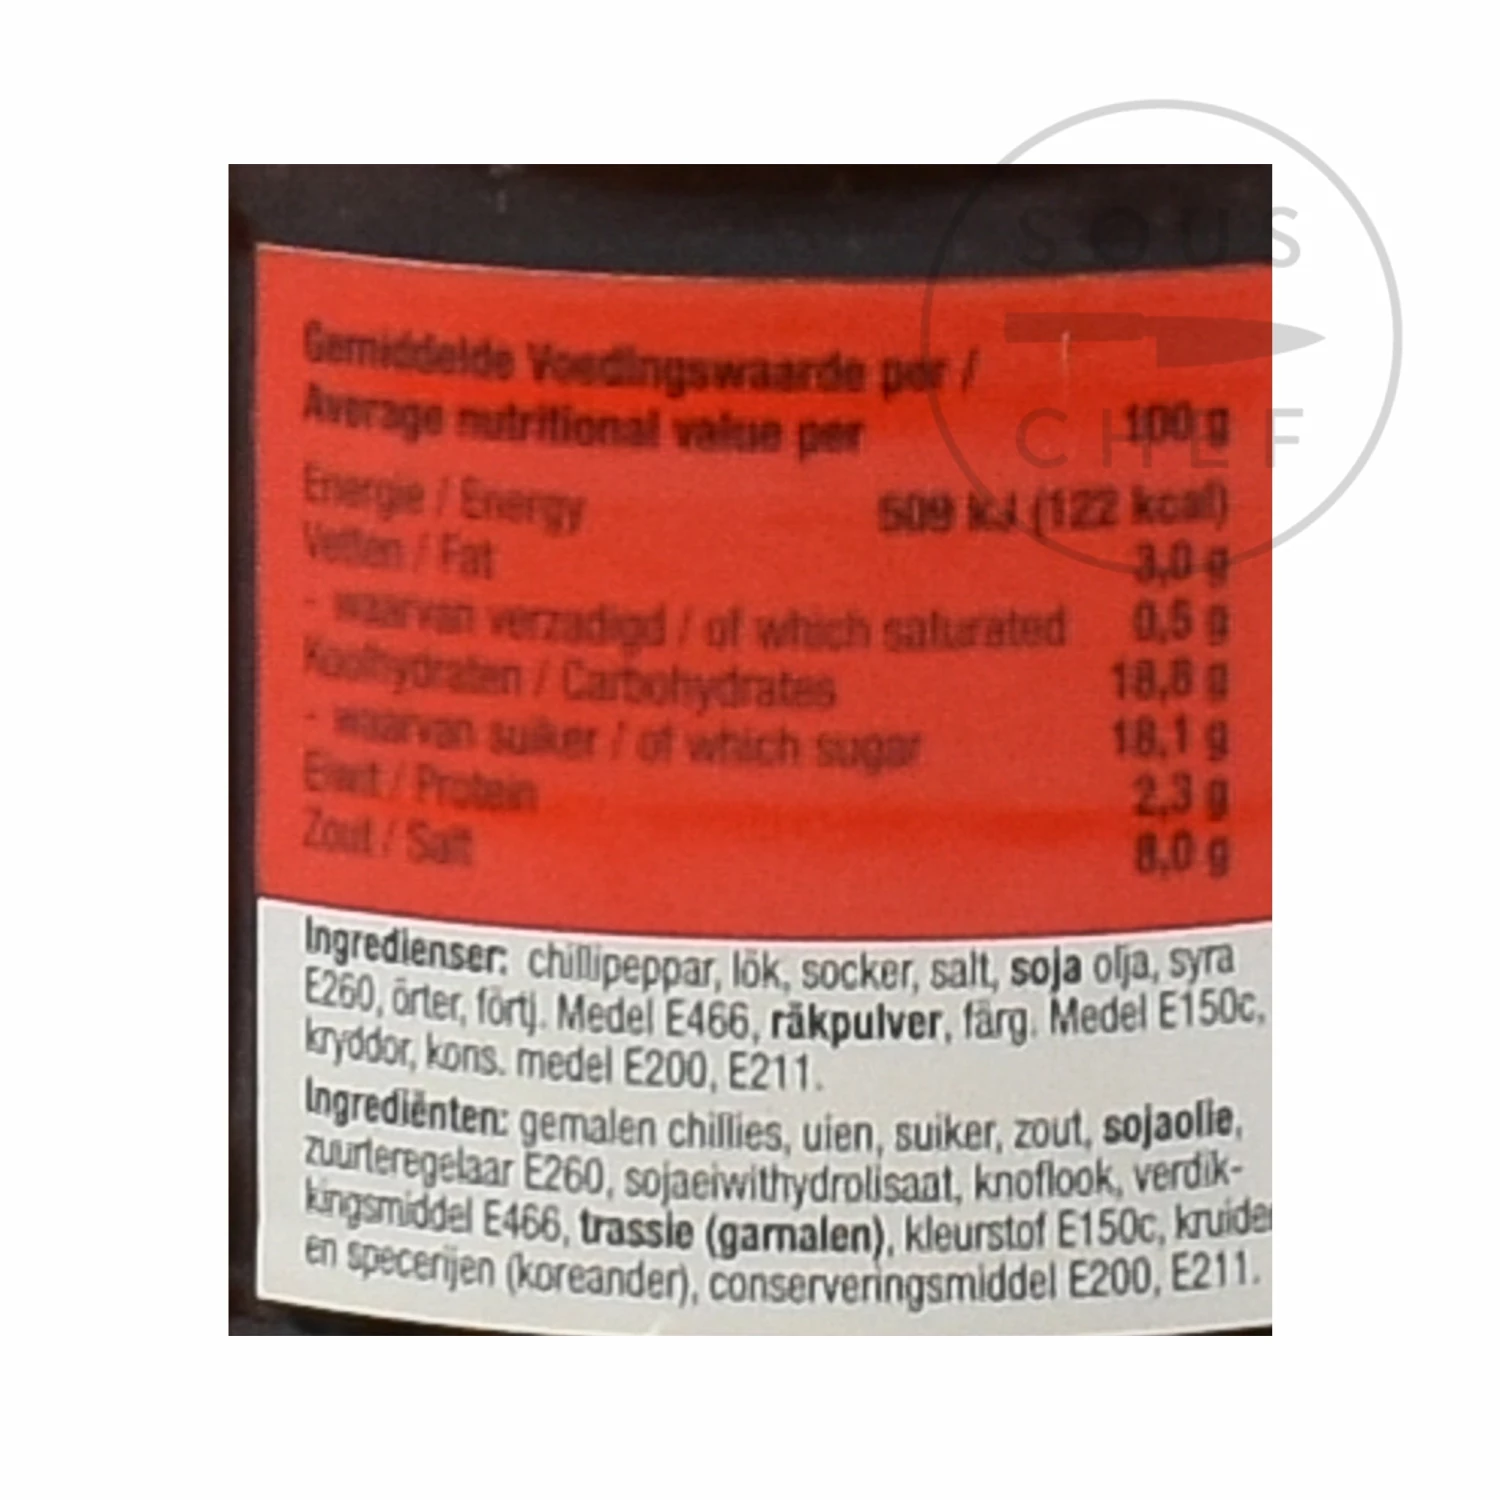 SOUS
CHEF
Gemiddelde Voedingswaarde per /
Average nutritional value per 100 g
Energie / Energy 509 kJ (122 kcal)
Vetten / Fat 3,0 g
- waarvan verzadigd / of which saturated 0,5 g
Koolhydraten / Carbohydrates 18,8 g
- waarvan suiker / of which sugar 18,1 g
Eiwit / Protein 2,3 g
Zout / Salt 8,0 g
Ingredienser: chillipeppar, lök, socker, salt, soja olja, syra
E260, örter, förtj. Medel E466, räkpulver, färg. Medel E150c,
kryddor, kons. medel E200, E211.
Ingrediënten: gemalen chillies, uien, suiker, zout, sojaolie,
zuurteregelaar E260, sojaeiwithydrolisaat, knoflook, verdik-
kingsmiddel E466, trassie (garnalen), kleurstof E150c, kruide
en specerijen (koreander), conserveringsmiddel E200, E211.